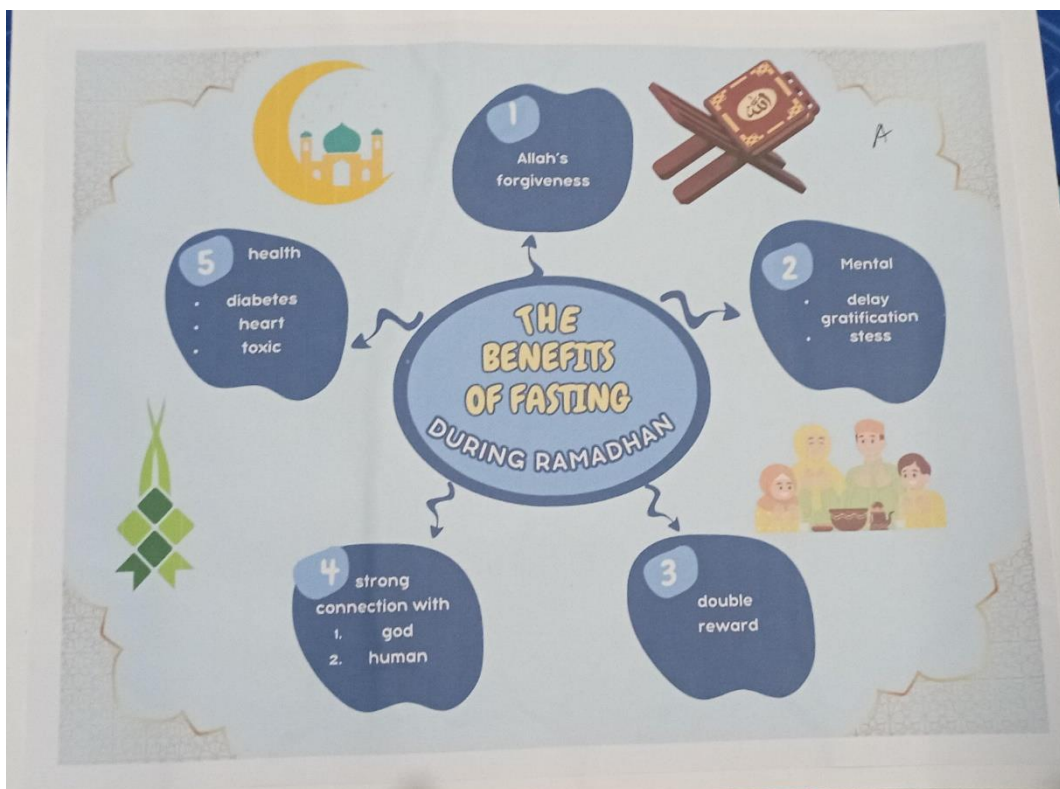 THE
BENEFITS
OF FASTING
DURING RAMADHAN
1
Allah's
forgiveness
الله
A
2
Mental
• delay
gratification
• stess
3
double
reward
4
strong
connection with
1. god
2. human
5
health
• diabetes
• heart
• toxic